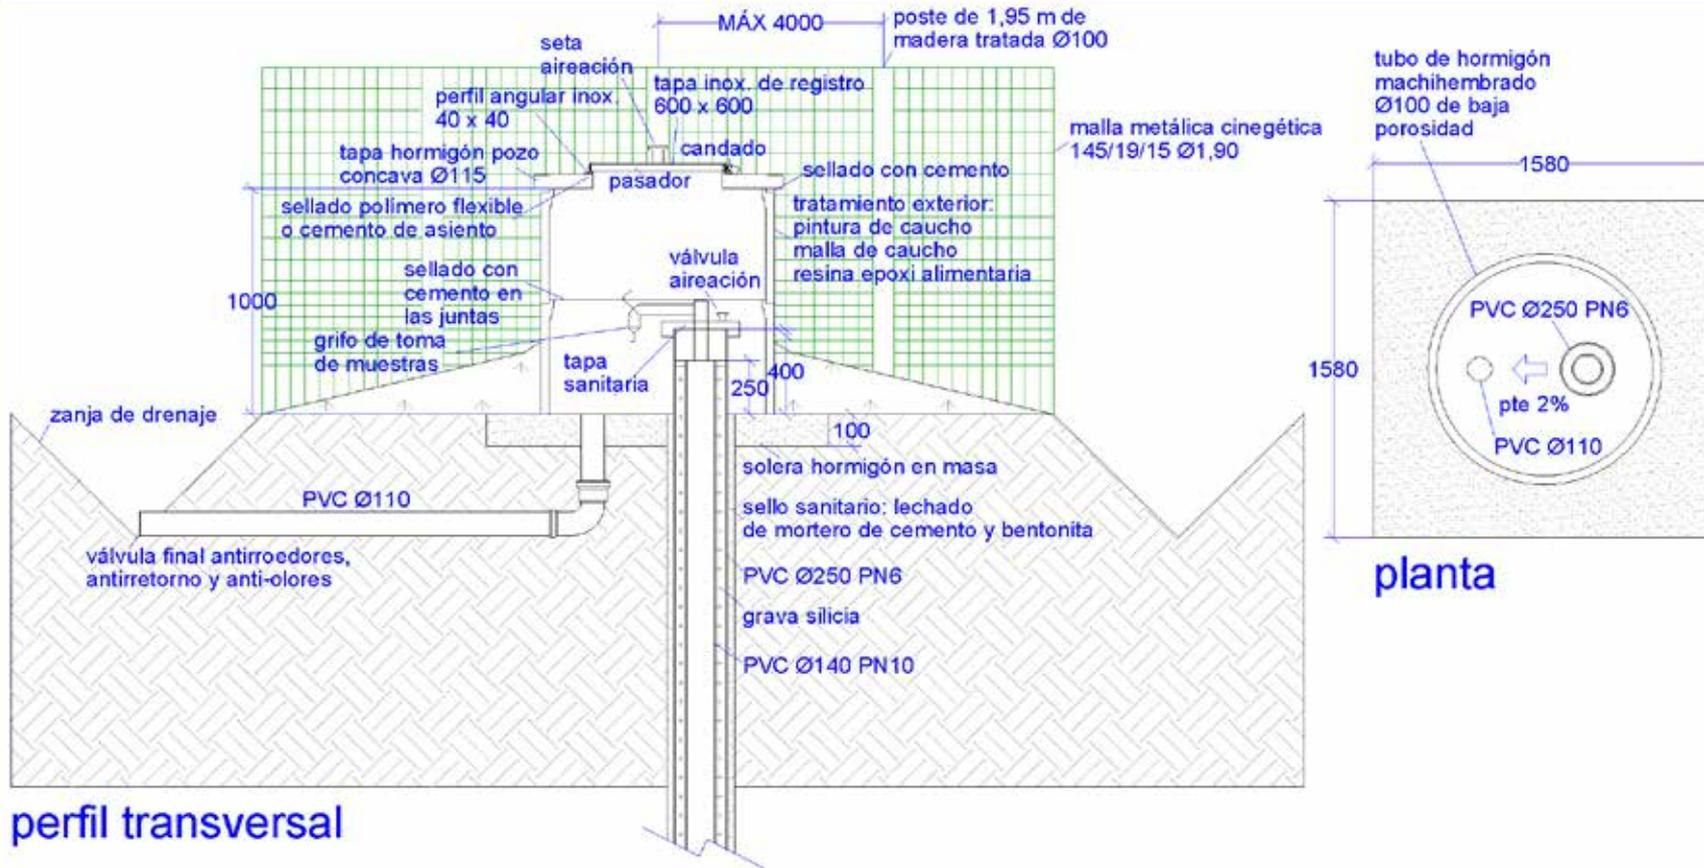 MÁX 4000
poste de 1,95 m de
madera tratada Ø100
seta
aireación
tapa inox. de registro
600 x 600
perfil angular inox.
40 x 40
candado
malla metálica cinegética
145/19/15 Ø1,90
tapa hormigón pozo
concava Ø115
pasador
sellado con cemento
sellado polímero flexible
o cemento de asiento
tratamiento exterior:
pintura de caucho
malla de caucho
resina epoxi alimentaria
válvula
aireación
sellado con
cemento en
las juntas
1000
grifo de toma
de muestras
tapa
sanitaria
250
400
zanja de drenaje
100
solera hormigón en masa
PVC Ø110
sello sanitario: lechado
de mortero de cemento y bentonita
válvula final antirroedores,
antirretorno y anti-olores
PVC Ø250 PN6
grava silicia
PVC Ø140 PN10
perfil transversal
tubo de hormigón
machihembrado
Ø100 de baja
porosidad
1580
PVC Ø250 PN6
1580
pte 2%
PVC Ø110
planta